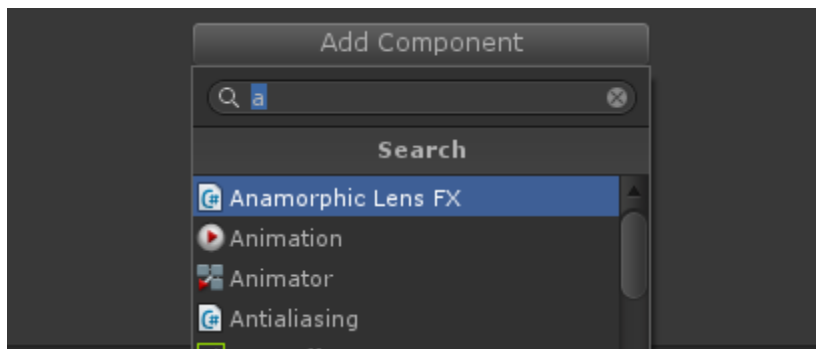 Add Component
a
Search
Anamorphic Lens FX
Animation
Animator
Antialiasing